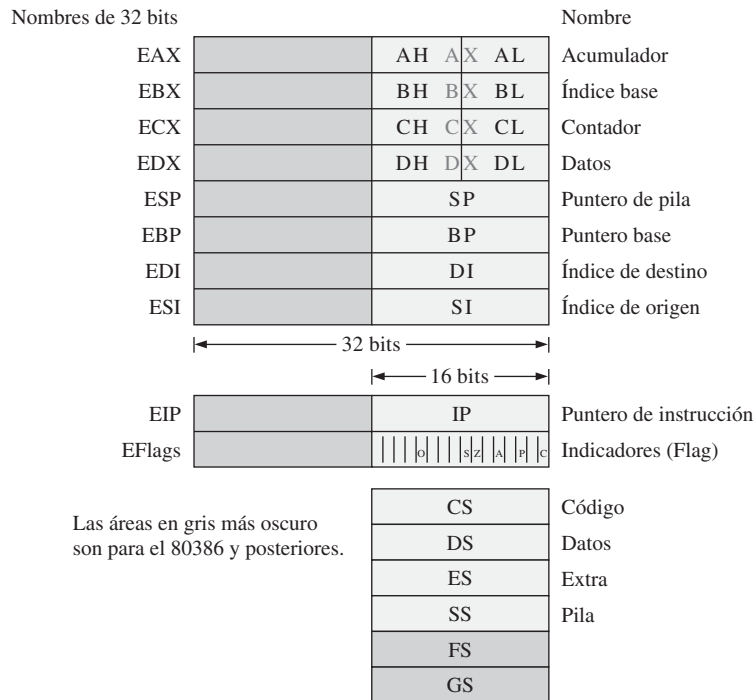 Nombres de 32 bits Nombre
EAX AH AX AL Acumulador
EBX BH BX BL Índice base
ECX CH CX CL Contador
EDX DH DX DL Datos
ESP SP Puntero de pila
EBP BP Puntero base
EDI DI Índice de destino
ESI SI Índice de origen
32 bits
16 bits
EIP IP Puntero de instrucción
EFlags O S Z A P C Indicadores (Flag)
CS Código
Las áreas en gris más oscuro
son para el 80386 y posteriores.
DS Datos
ES Extra
SS Pila
FS
GS